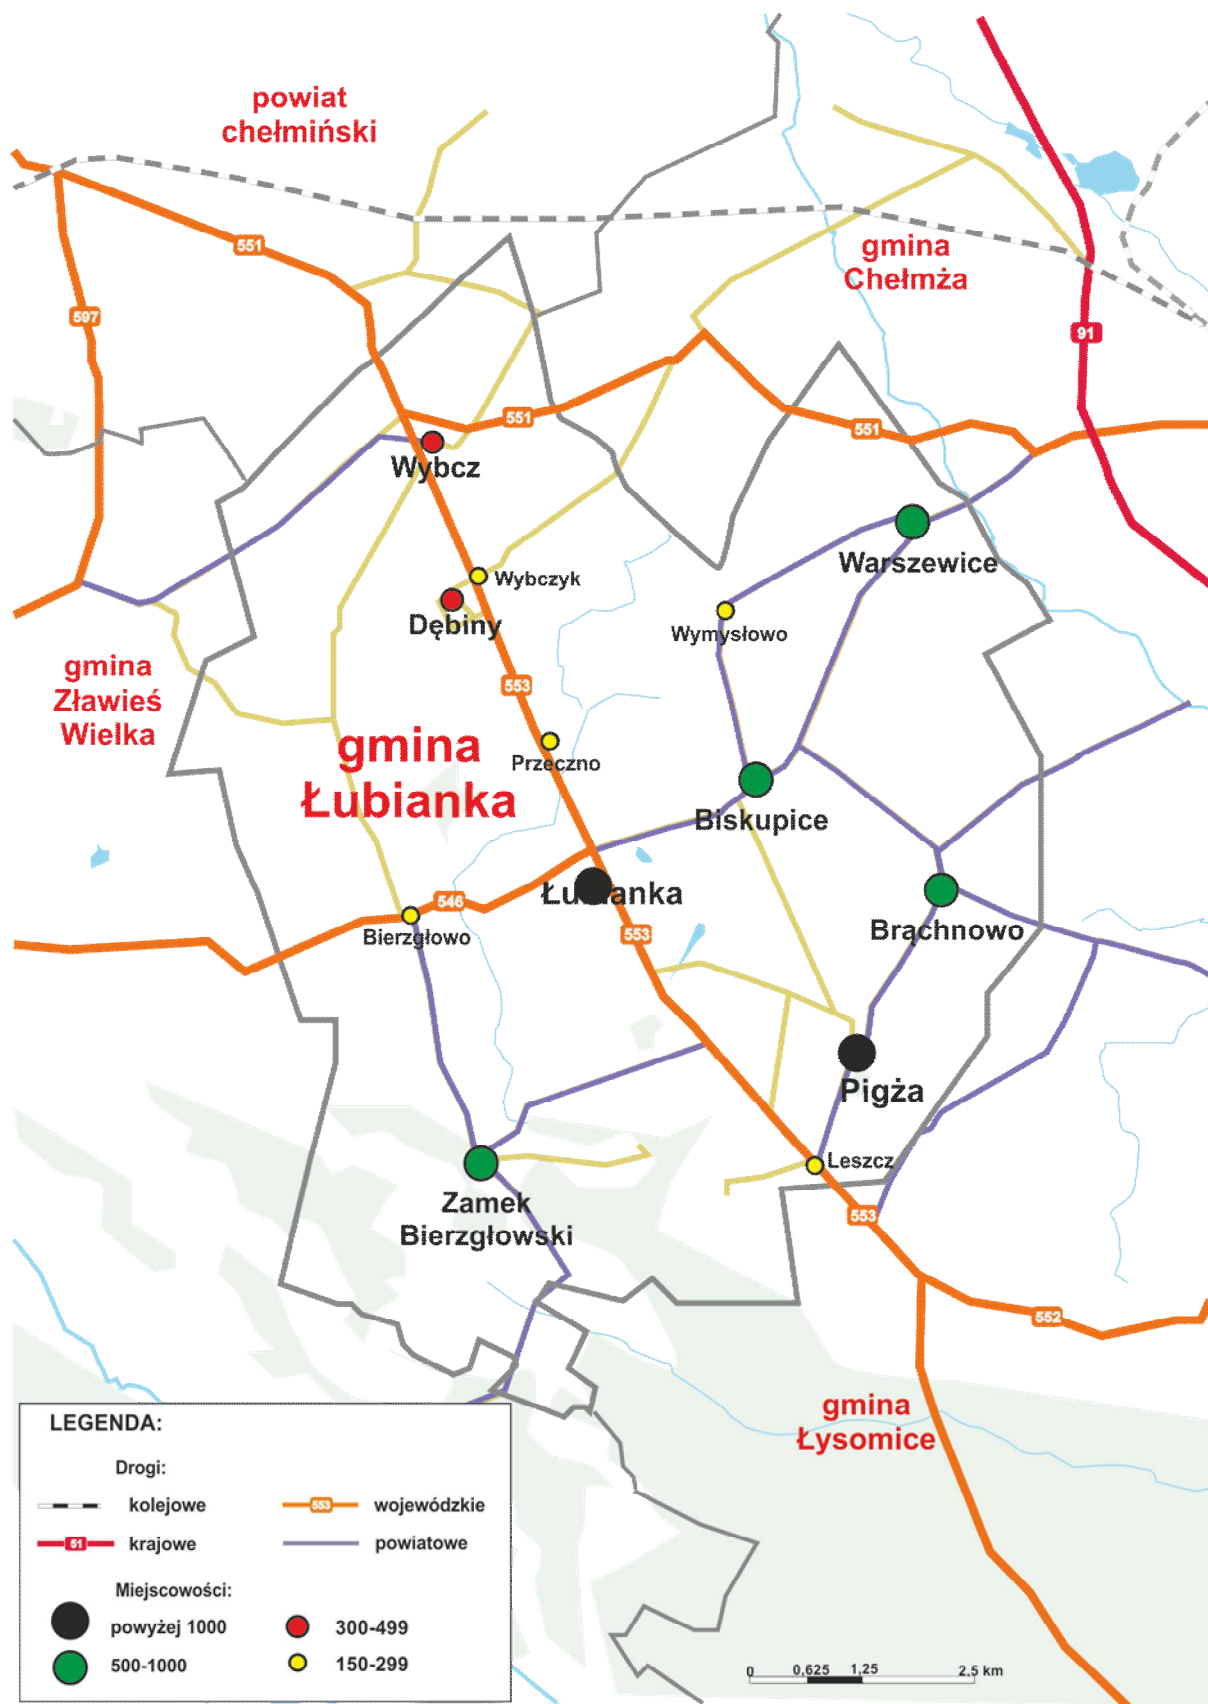 powiat
chełmiński
551
597
gmina
Chełmża
91
551
551
Wybcz
Warszewice
Wybczyk
Dębiny
Wymysłowo
gmina
Zławieś
Wielka
553
gmina
Łubianka
Przeczno
Biskupice
Łubianka
546
Bierzgłowo
553
Brąchnowo
Pigża
Leszcz
Zamek
Bierzgłowski
553
552
gmina
Łysomice
LEGENDA:
Drogi:
kolejowe
553
wojewódzkie
51
krajowe
powiatowe
Miejscowości:
powyżej 1000
300-499
500-1000
150-299
0
0,625
1,25
2,5 km